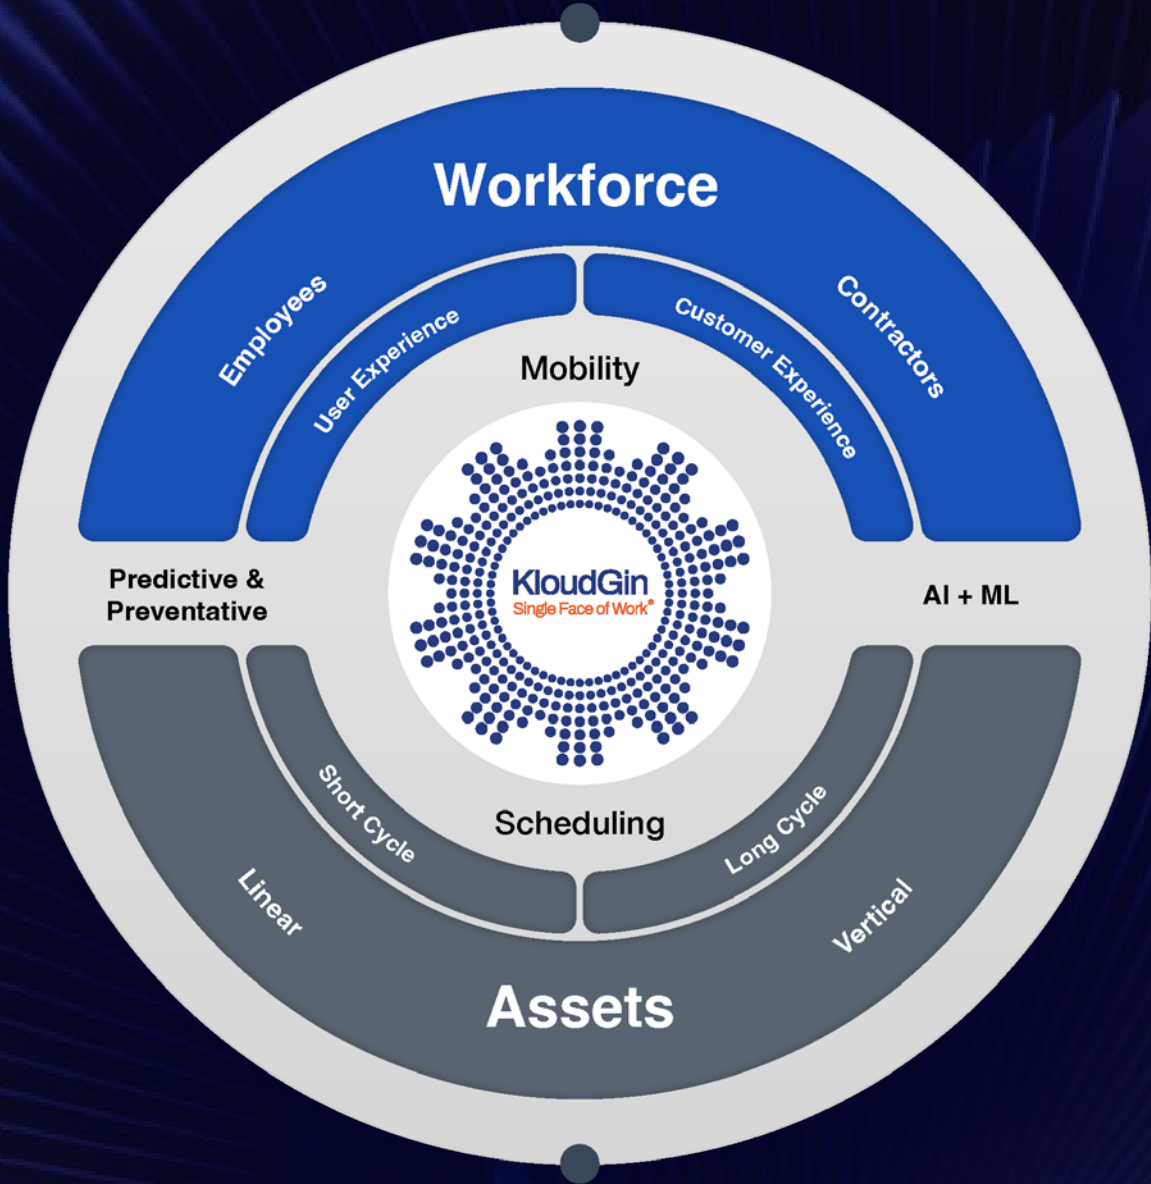 Workforce
Employees
Contractors
User Experience
Customer Experience
Mobility
KloudGin
Single Face of Work®
Predictive &
Preventative
AI + ML
Scheduling
Short Cycle
Long Cycle
Linear
Vertical
Assets